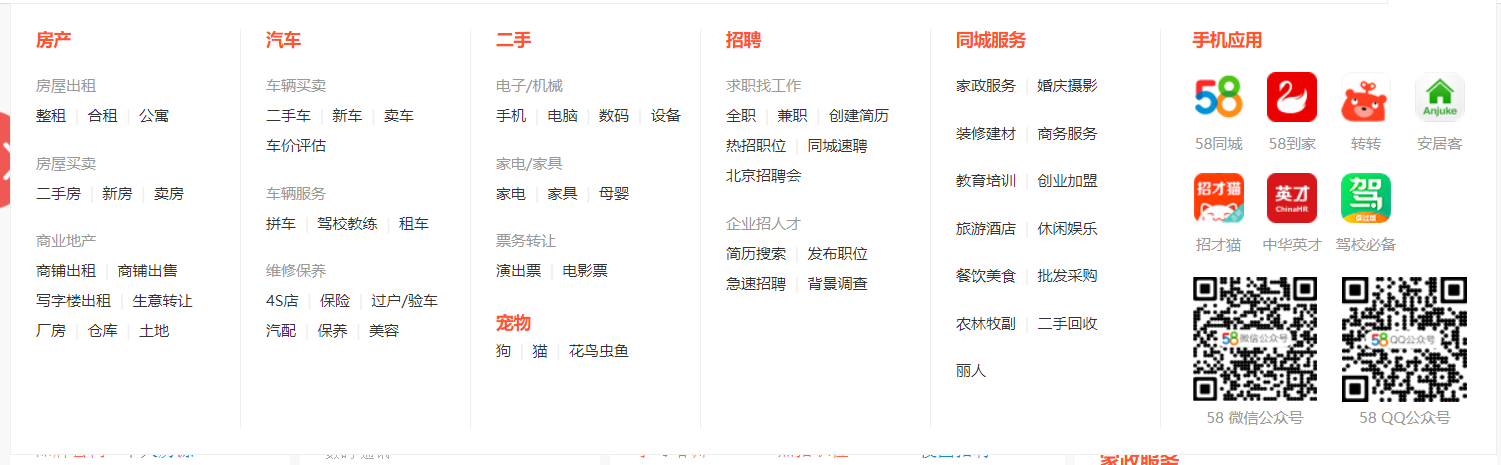 房产
房屋出租
整租 | 合租 | 公寓
房屋买卖
二手房 | 新房 | 卖房
商业地产
商铺出租 | 商铺出售
写字楼出租 | 生意转让
厂房 | 仓库 | 土地
汽车
车辆买卖
二手车 | 新车 | 卖车
车价评估
车辆服务
拼车 | 驾校教练 | 租车
维修保养
4S店 | 保险 | 过户/验车
汽配 | 保养 | 美容
二手
电子/机械
手机 | 电脑 | 数码 | 设备
家电/家具
家电 | 家具 | 母婴
票务转让
演出票 | 电影票
宠物
狗 | 猫 | 花鸟虫鱼
招聘
求职找工作
全职 | 兼职 | 创建简历
热招职位 | 同城速聘
北京招聘会
企业招人才
简历搜索 | 发布职位
急速招聘 | 背景调查
同城服务
家政服务 | 婚庆摄影
装修建材 | 商务服务
教育培训 | 创业加盟
旅游酒店 | 休闲娱乐
餐饮美食 | 批发采购
农林牧副 | 二手回收
丽人
手机应用
58
Anjuke
58同城 58到家 转转 安居客
招才猫 英才 驾
ChinaHR
招才猫 中华英才 驾校必备
58微信公众号 58QQ公众号
58 微信公众号 58 QQ公众号
家政服务